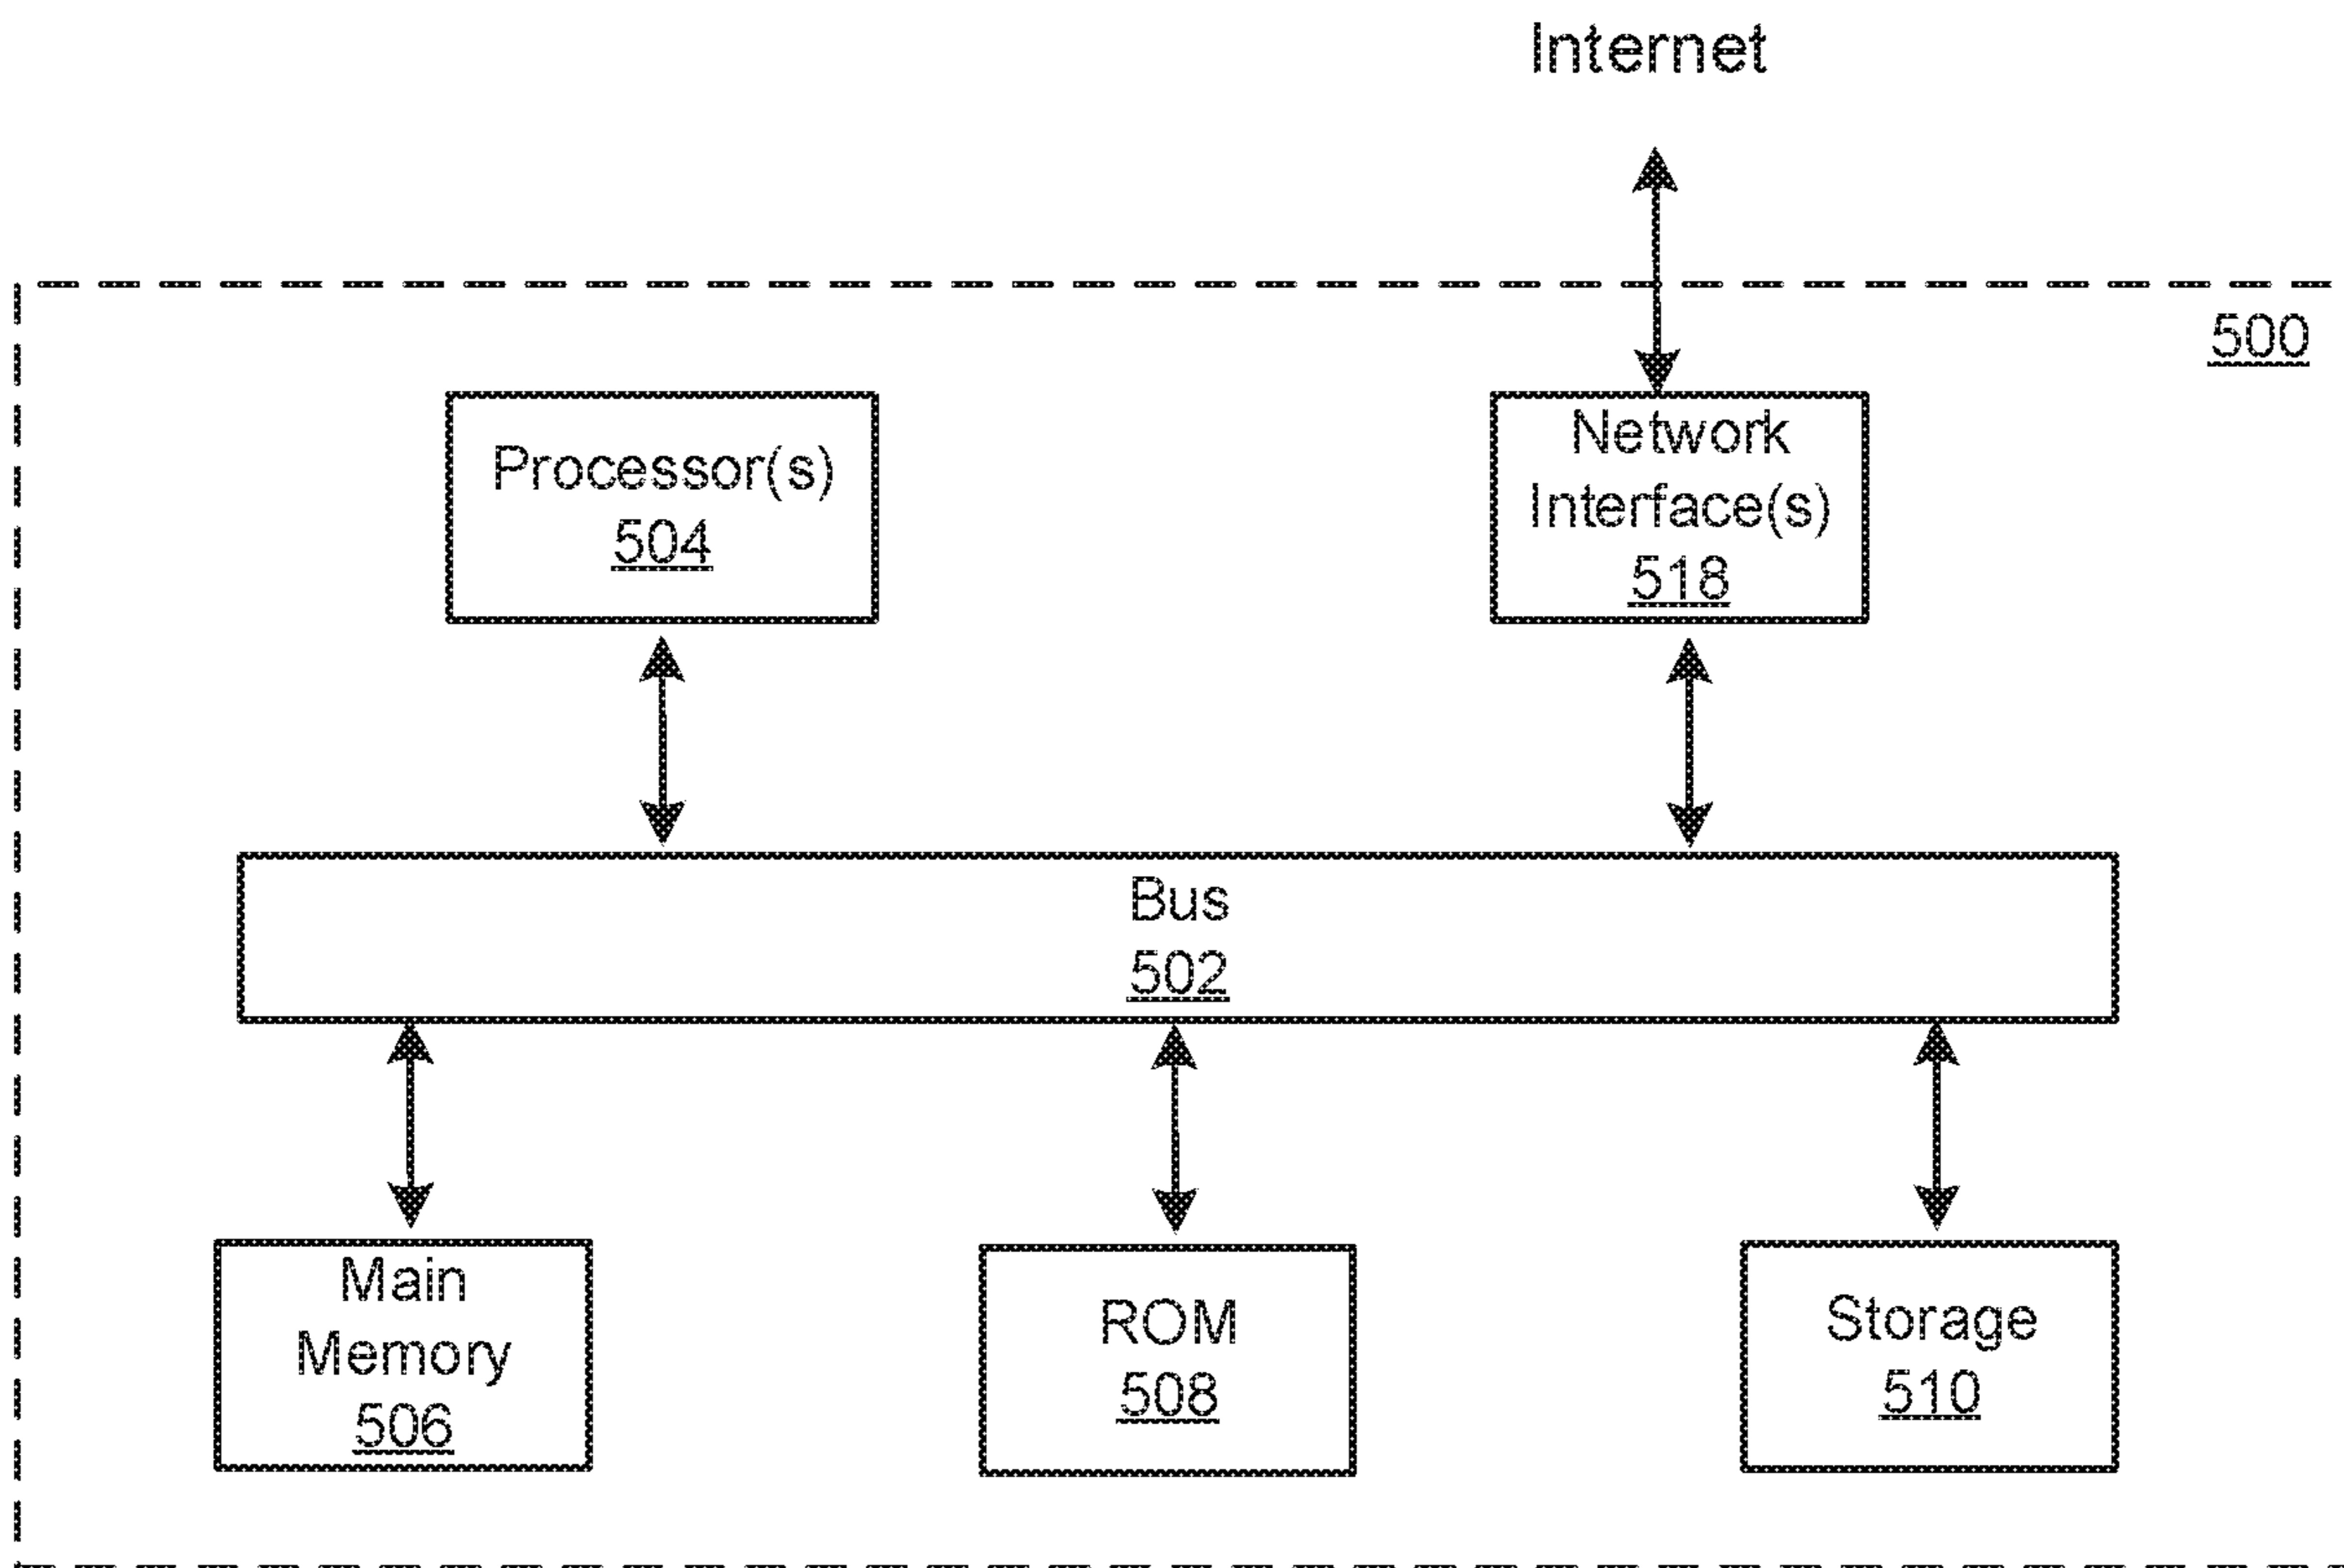 Internet
500
Processor(s)
504
Network
Interface(s)
518
Bus
502
Main
Memory
506
ROM
508
Storage
510